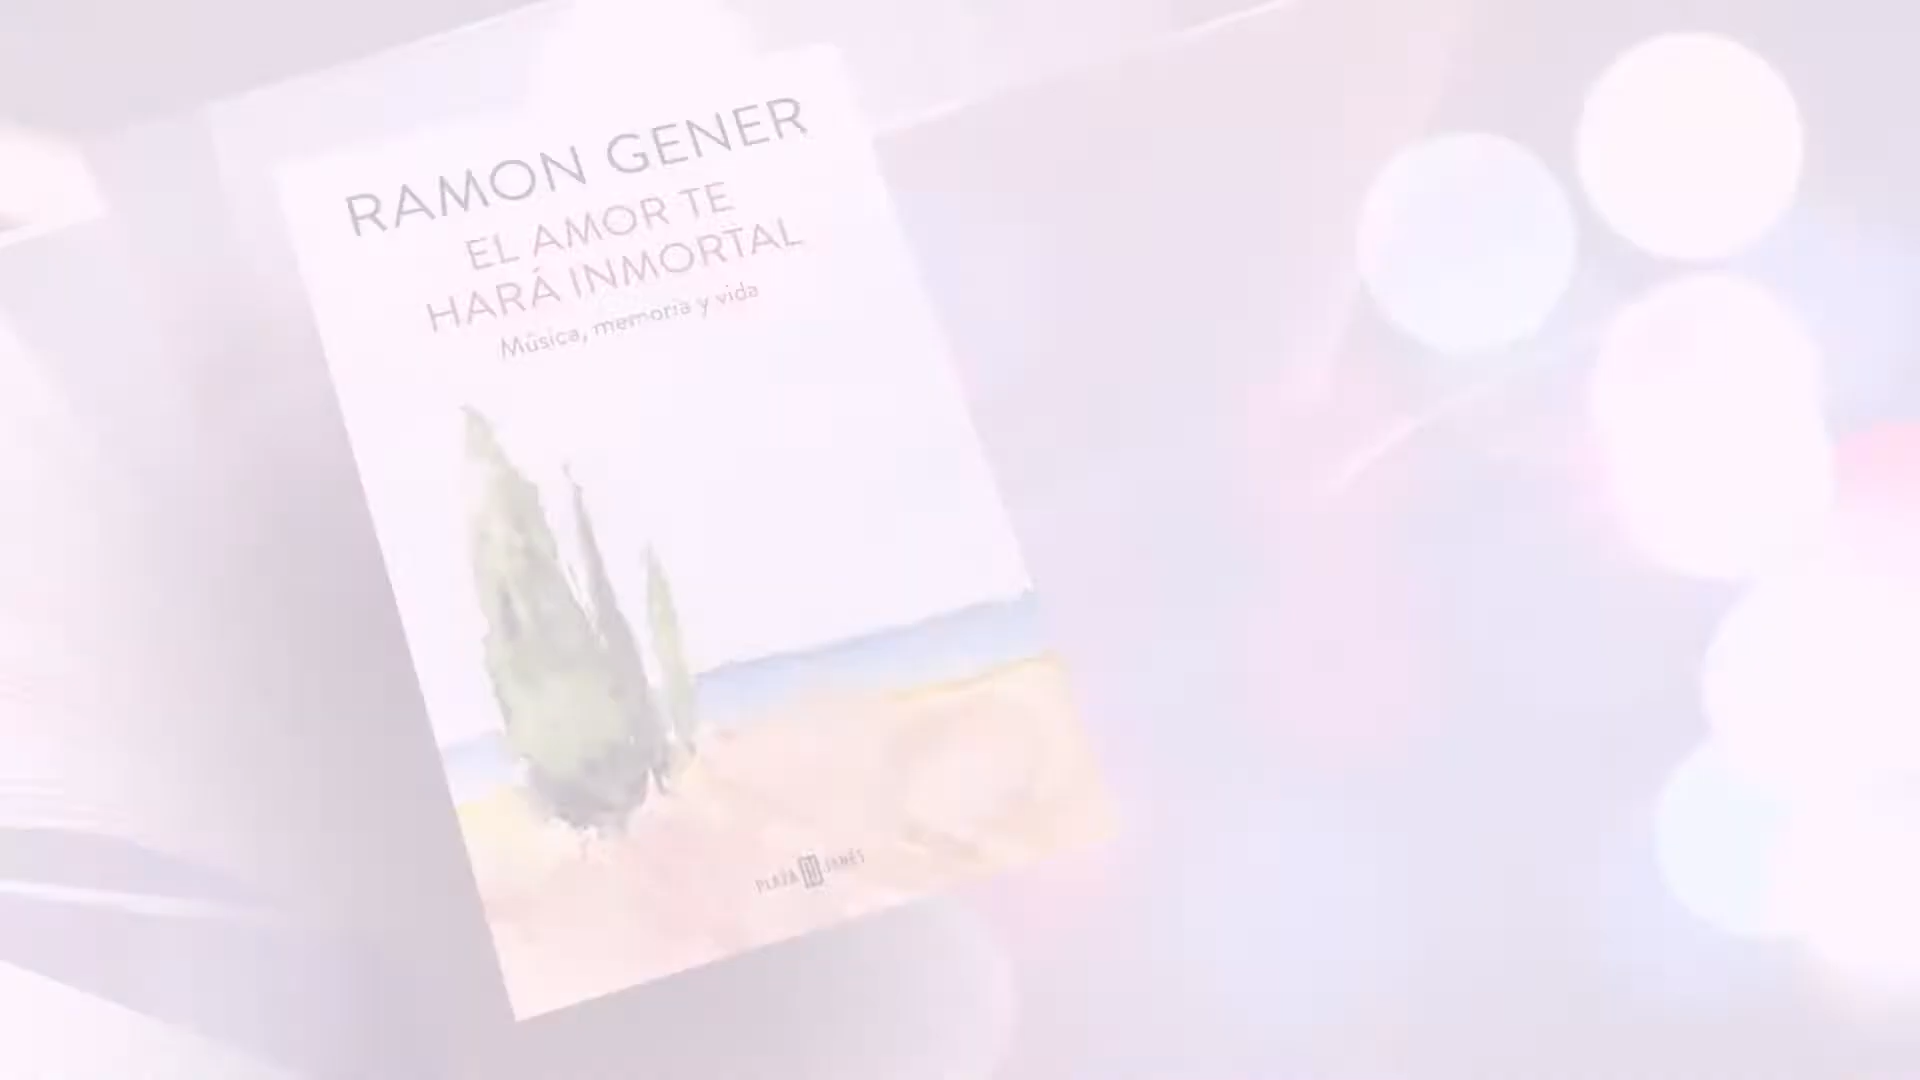 RAMON GENER
EL AMOR TE
HARÁ INMORTAL
Música, memoria y vida
PLAZA JANÉS